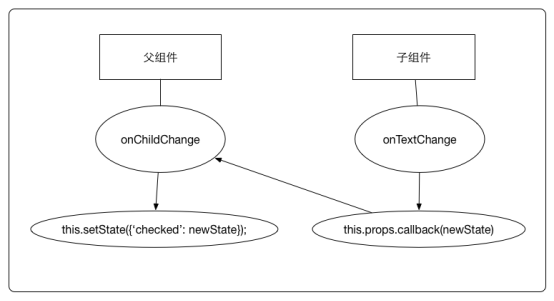 父组件
子组件
onChildChange
onTextChange
this.setState({‘checked’: newState});
this.props.callback(newState)